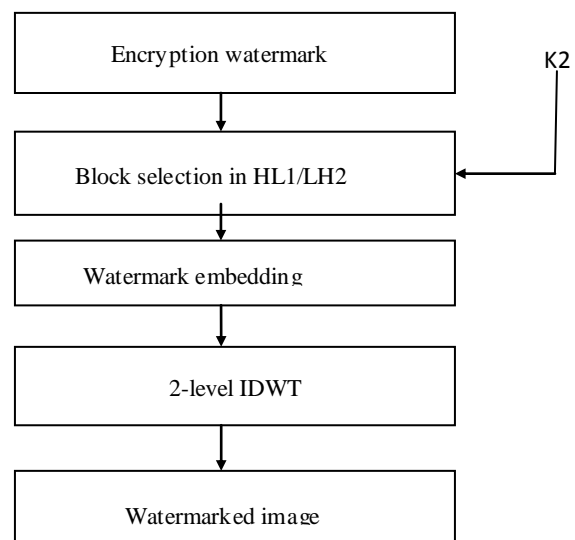 Encryption watermark
K2
Block selection in HL1/LH2
Watermark embedding
2-level IDWT
Watermarked image